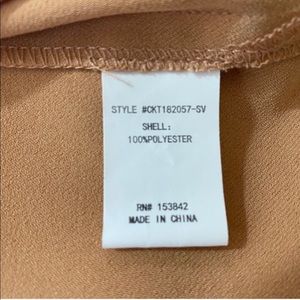 STYLE #CKT182057-SV
SHELL:
100%POLYESTER
RN# 153842
MADE IN CHINA